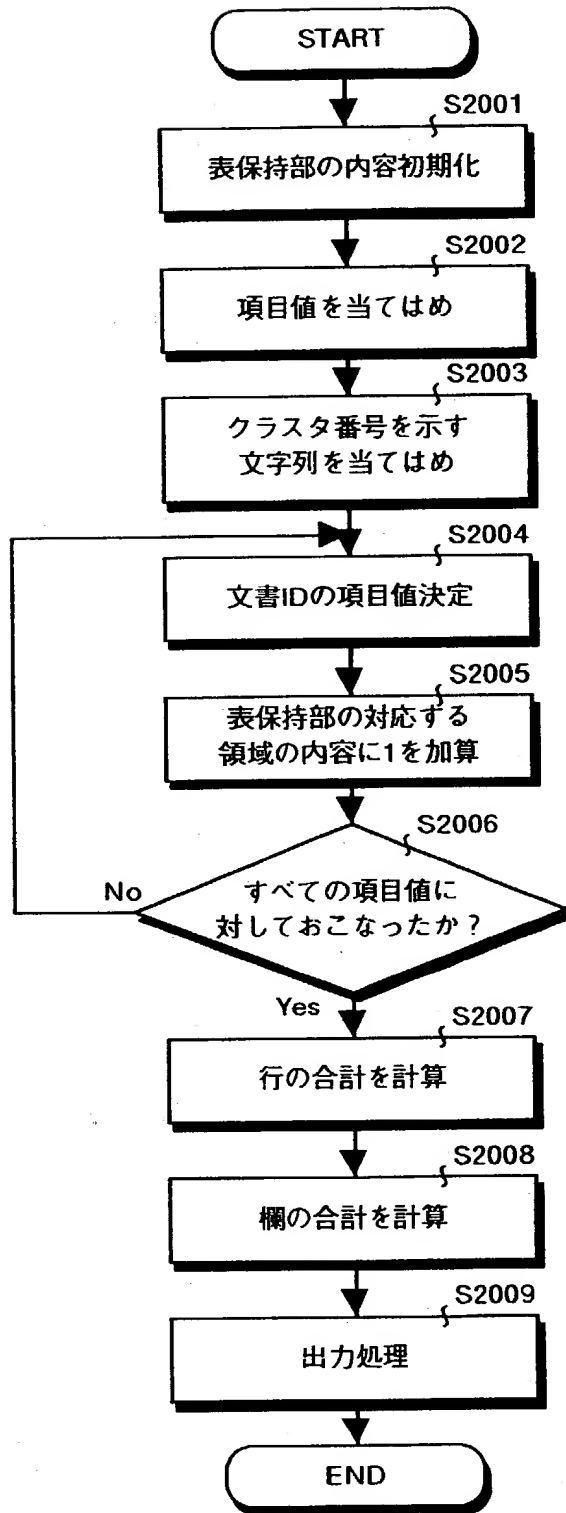 START
S2001
表保持部の内容初期化
S2002
項目値を当てはめ
S2003
クラスタ番号を示す
文字列を当てはめ
S2004
文書IDの項目値決定
S2005
表保持部の対応する
領域の内容に1を加算
S2006
すべての項目値に
対しておこなったか?
No
Yes
S2007
行の合計を計算
S2008
欄の合計を計算
S2009
出力処理
END